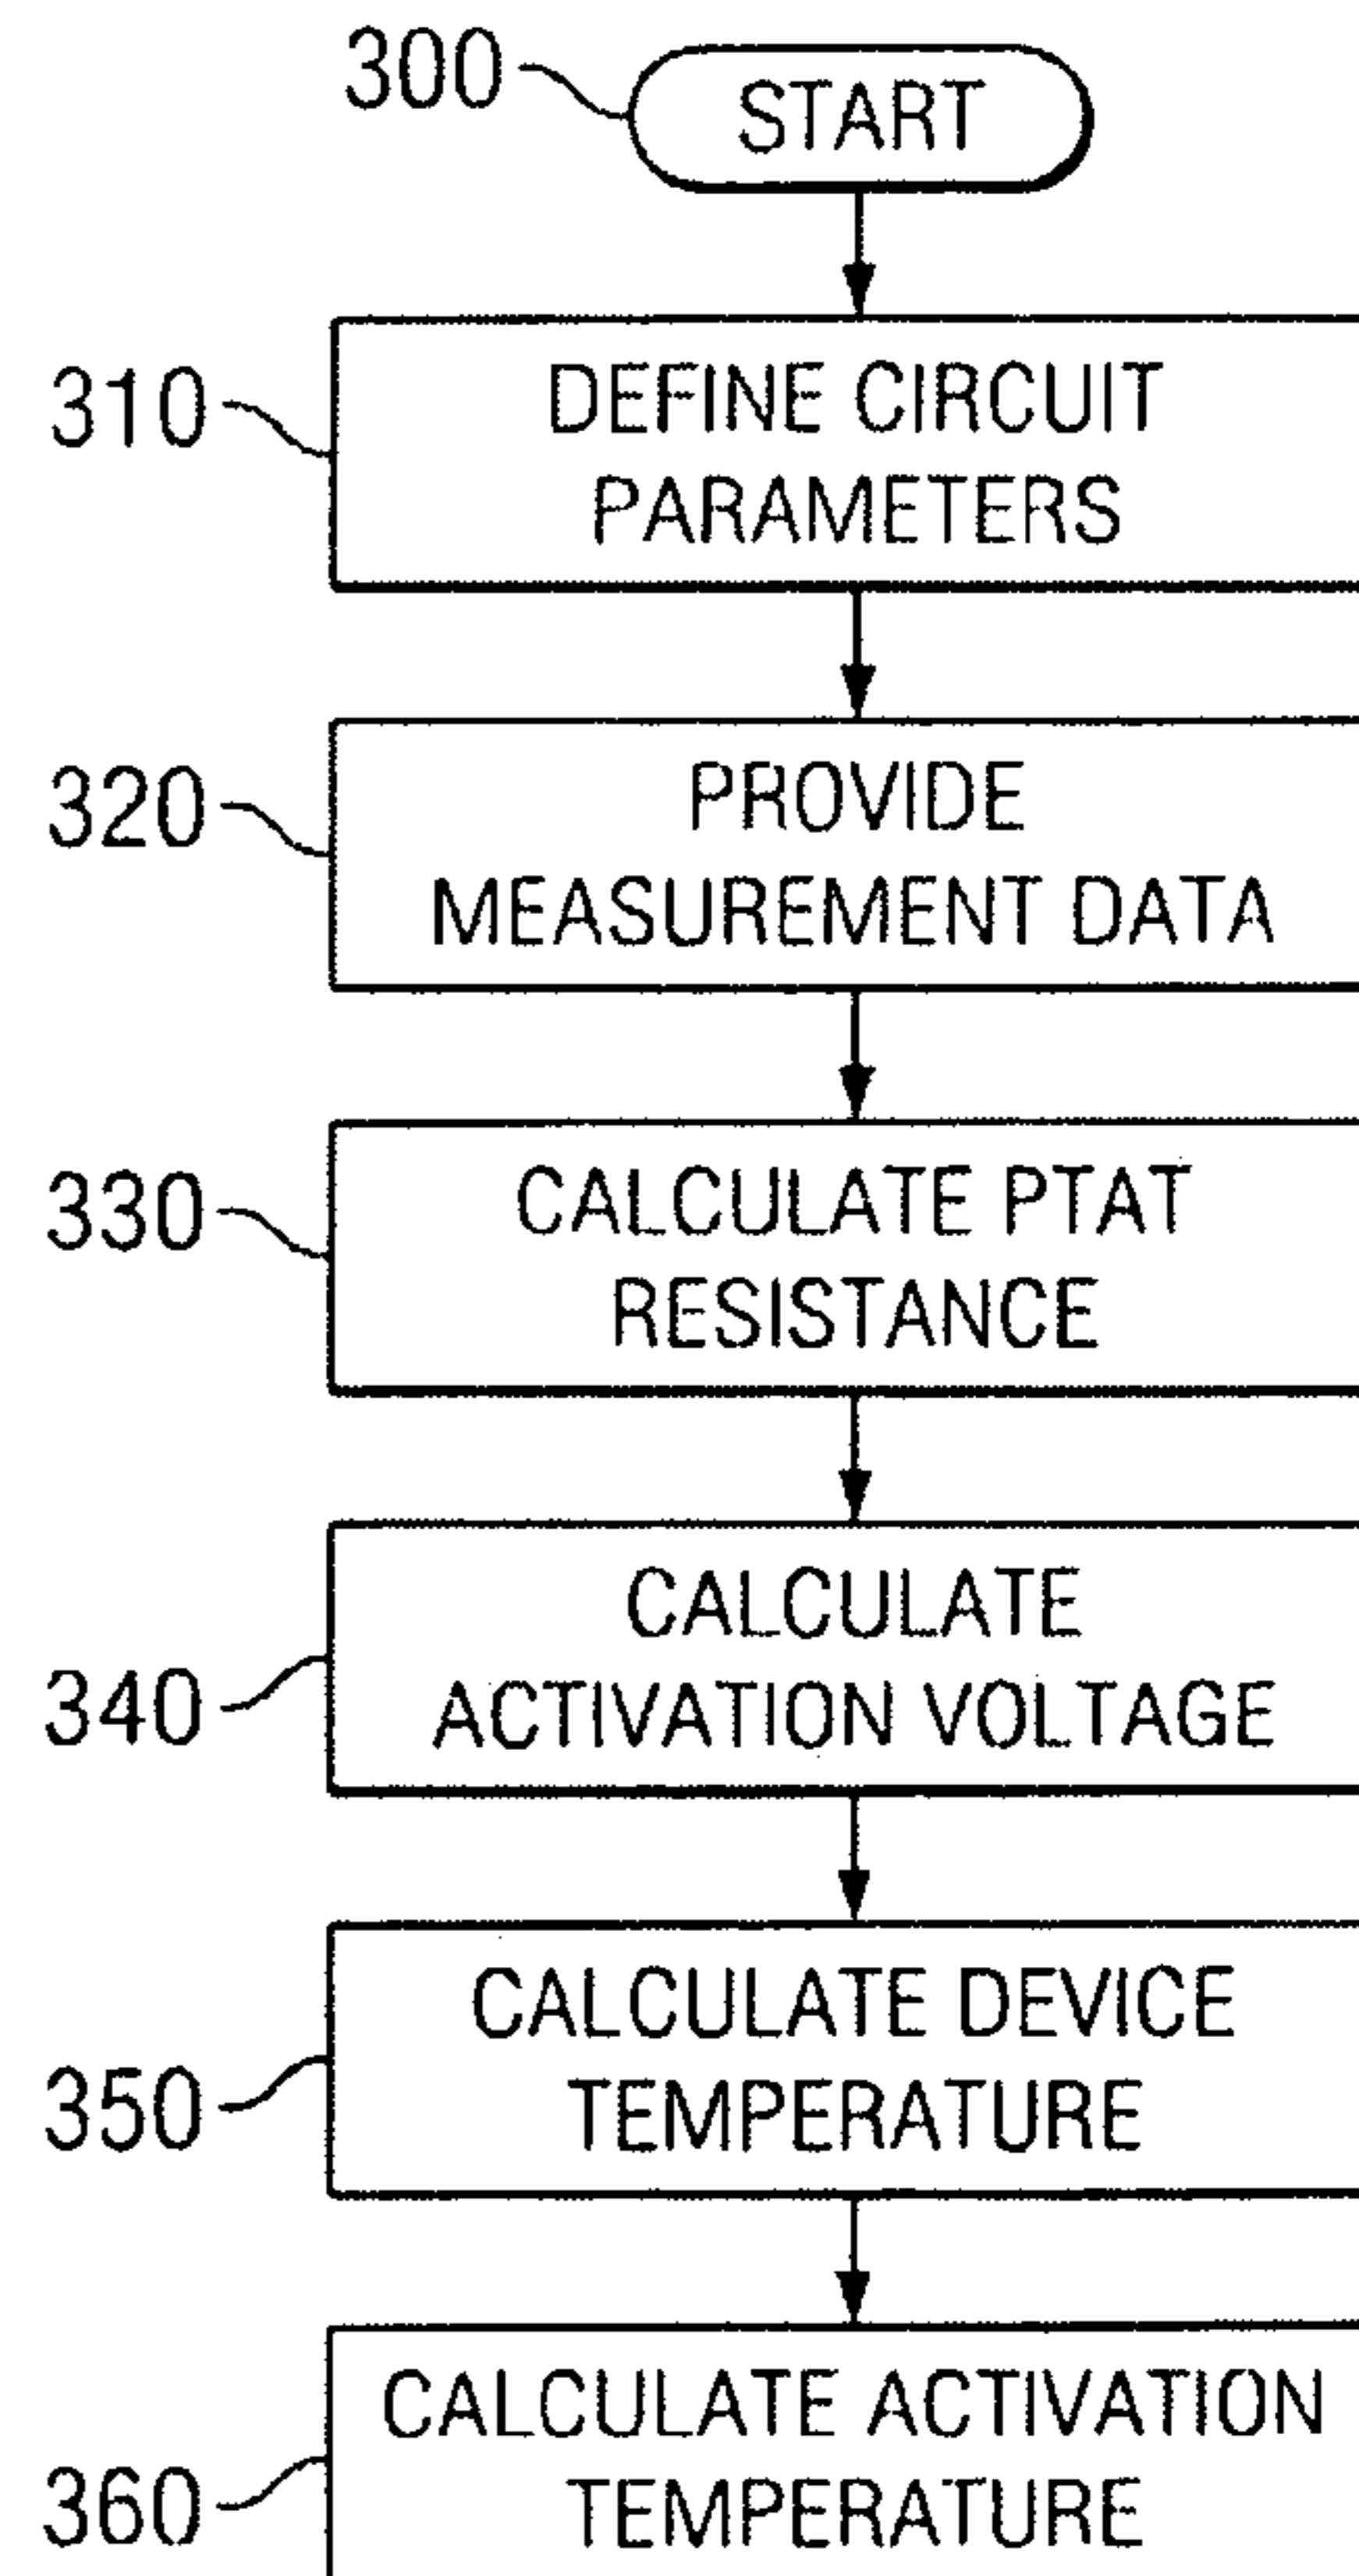 300
START
310
DEFINE CIRCUIT
PARAMETERS
320
PROVIDE
MEASUREMENT DATA
330
CALCULATE PTAT
RESISTANCE
340
CALCULATE
ACTIVATION VOLTAGE
350
CALCULATE DEVICE
TEMPERATURE
360
CALCULATE ACTIVATION
TEMPERATURE